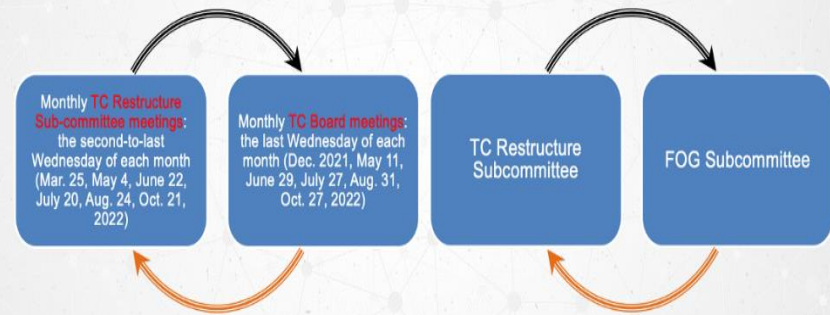 Monthly TC Restructure
Sub-committee meetings:
the second-to-last
Wednesday of each month
(Mar. 25, May 4, June 22,
July 20, Aug. 24, Oct. 21,
2022)
Monthly TC Board meetings:
the last Wednesday of each
month (Dec. 2021, May 11,
June 29, July 27, Aug. 31,
Oct. 27, 2022)
TC Restructure
Subcommittee
FOG Subcommittee